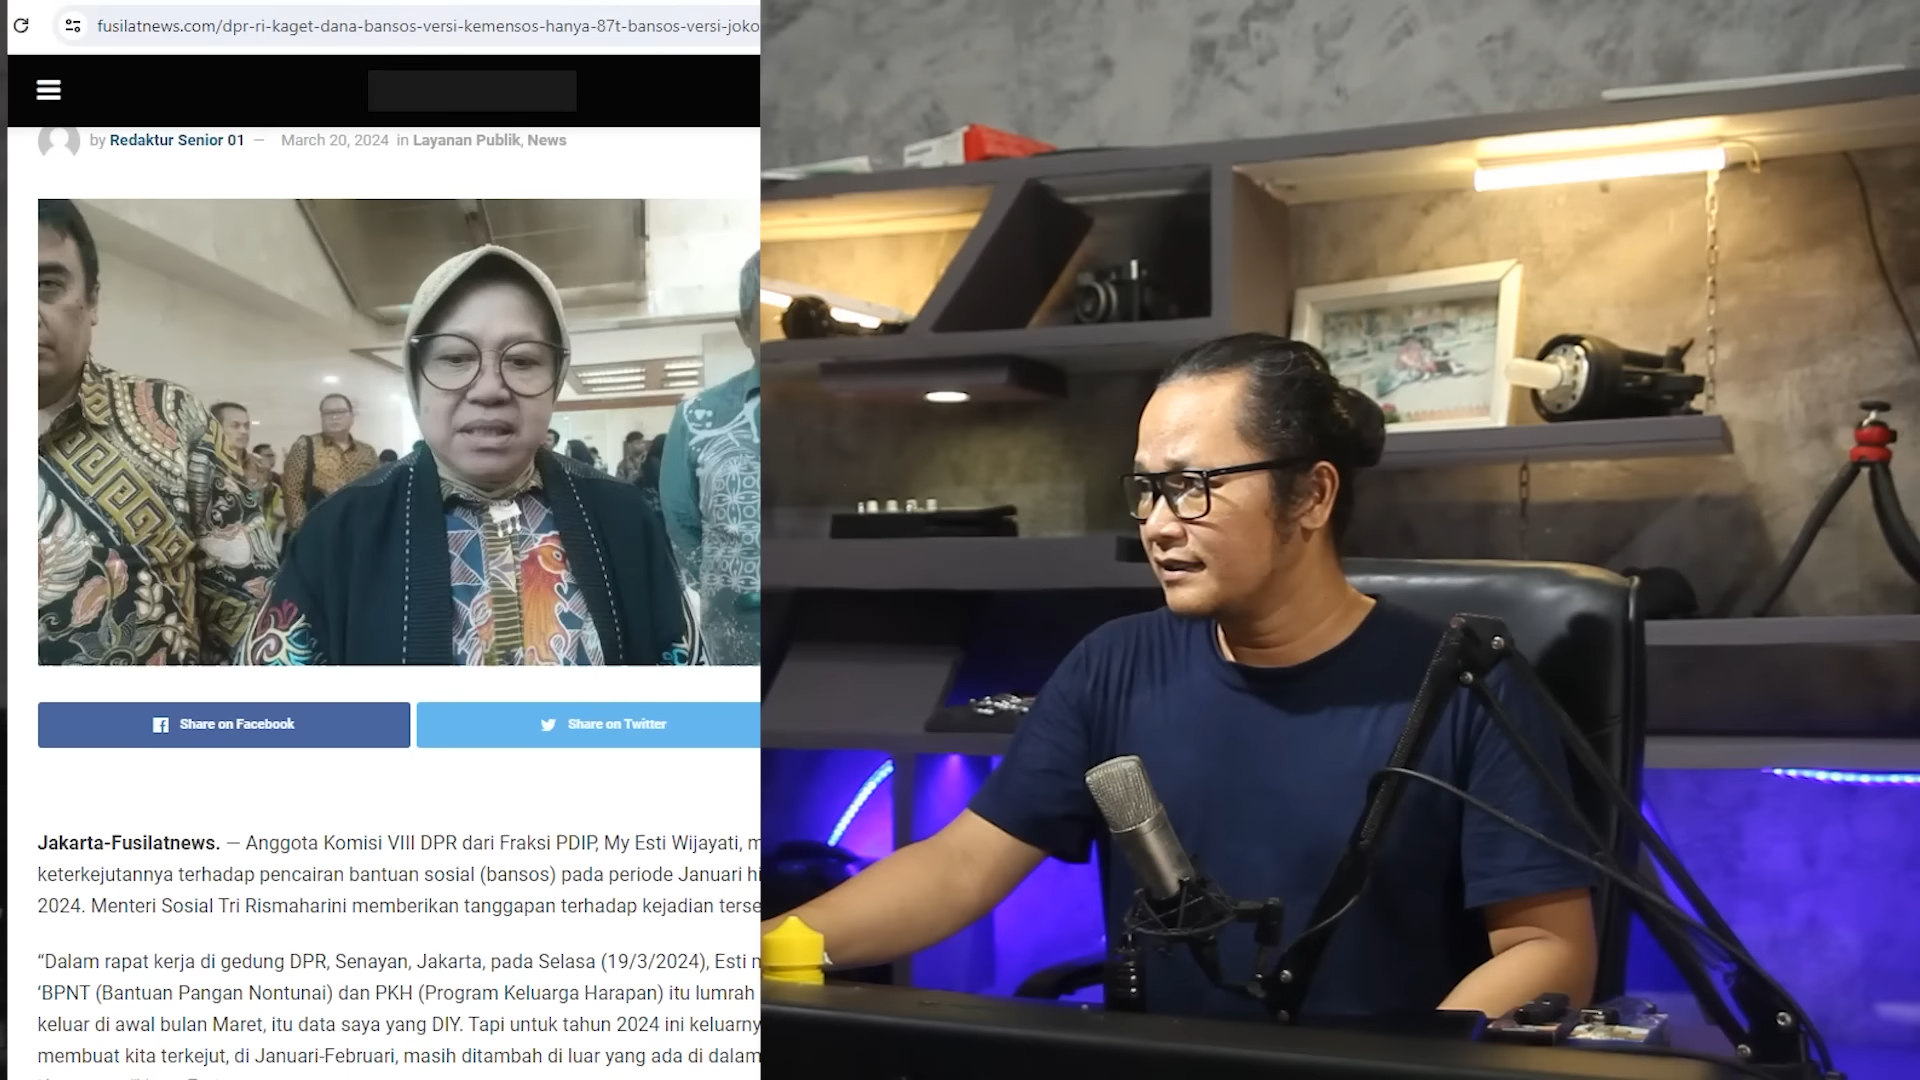 fusilatnews.com/dpr-ri-kaget-dana-bansos-versi-kemensos-hanya-87t-bansos-versi-joko
by Redaktur Senior 01 — March 20, 2024 in Layanan Publik, News
Share on Facebook
Share on Twitter
Jakarta-Fusilatnews. — Anggota Komisi VIII DPR dari Fraksi PDIP, My Esti Wijayati, m
keterkejutannya terhadap pencairan bantuan sosial (bansos) pada periode Januari hi
2024. Menteri Sosial Tri Rismaharini memberikan tanggapan terhadap kejadian terse
“Dalam rapat kerja di gedung DPR, Senayan, Jakarta, pada Selasa (19/3/2024), Esti m
‘BPNT (Bantuan Pangan Nontunai) dan PKH (Program Keluarga Harapan) itu lumrah
keluar di awal bulan Maret, itu data saya yang DIY. Tapi untuk tahun 2024 ini keluarny
membuat kita terkejut, di Januari-Februari, masih ditambah di luar yang ada di dalam